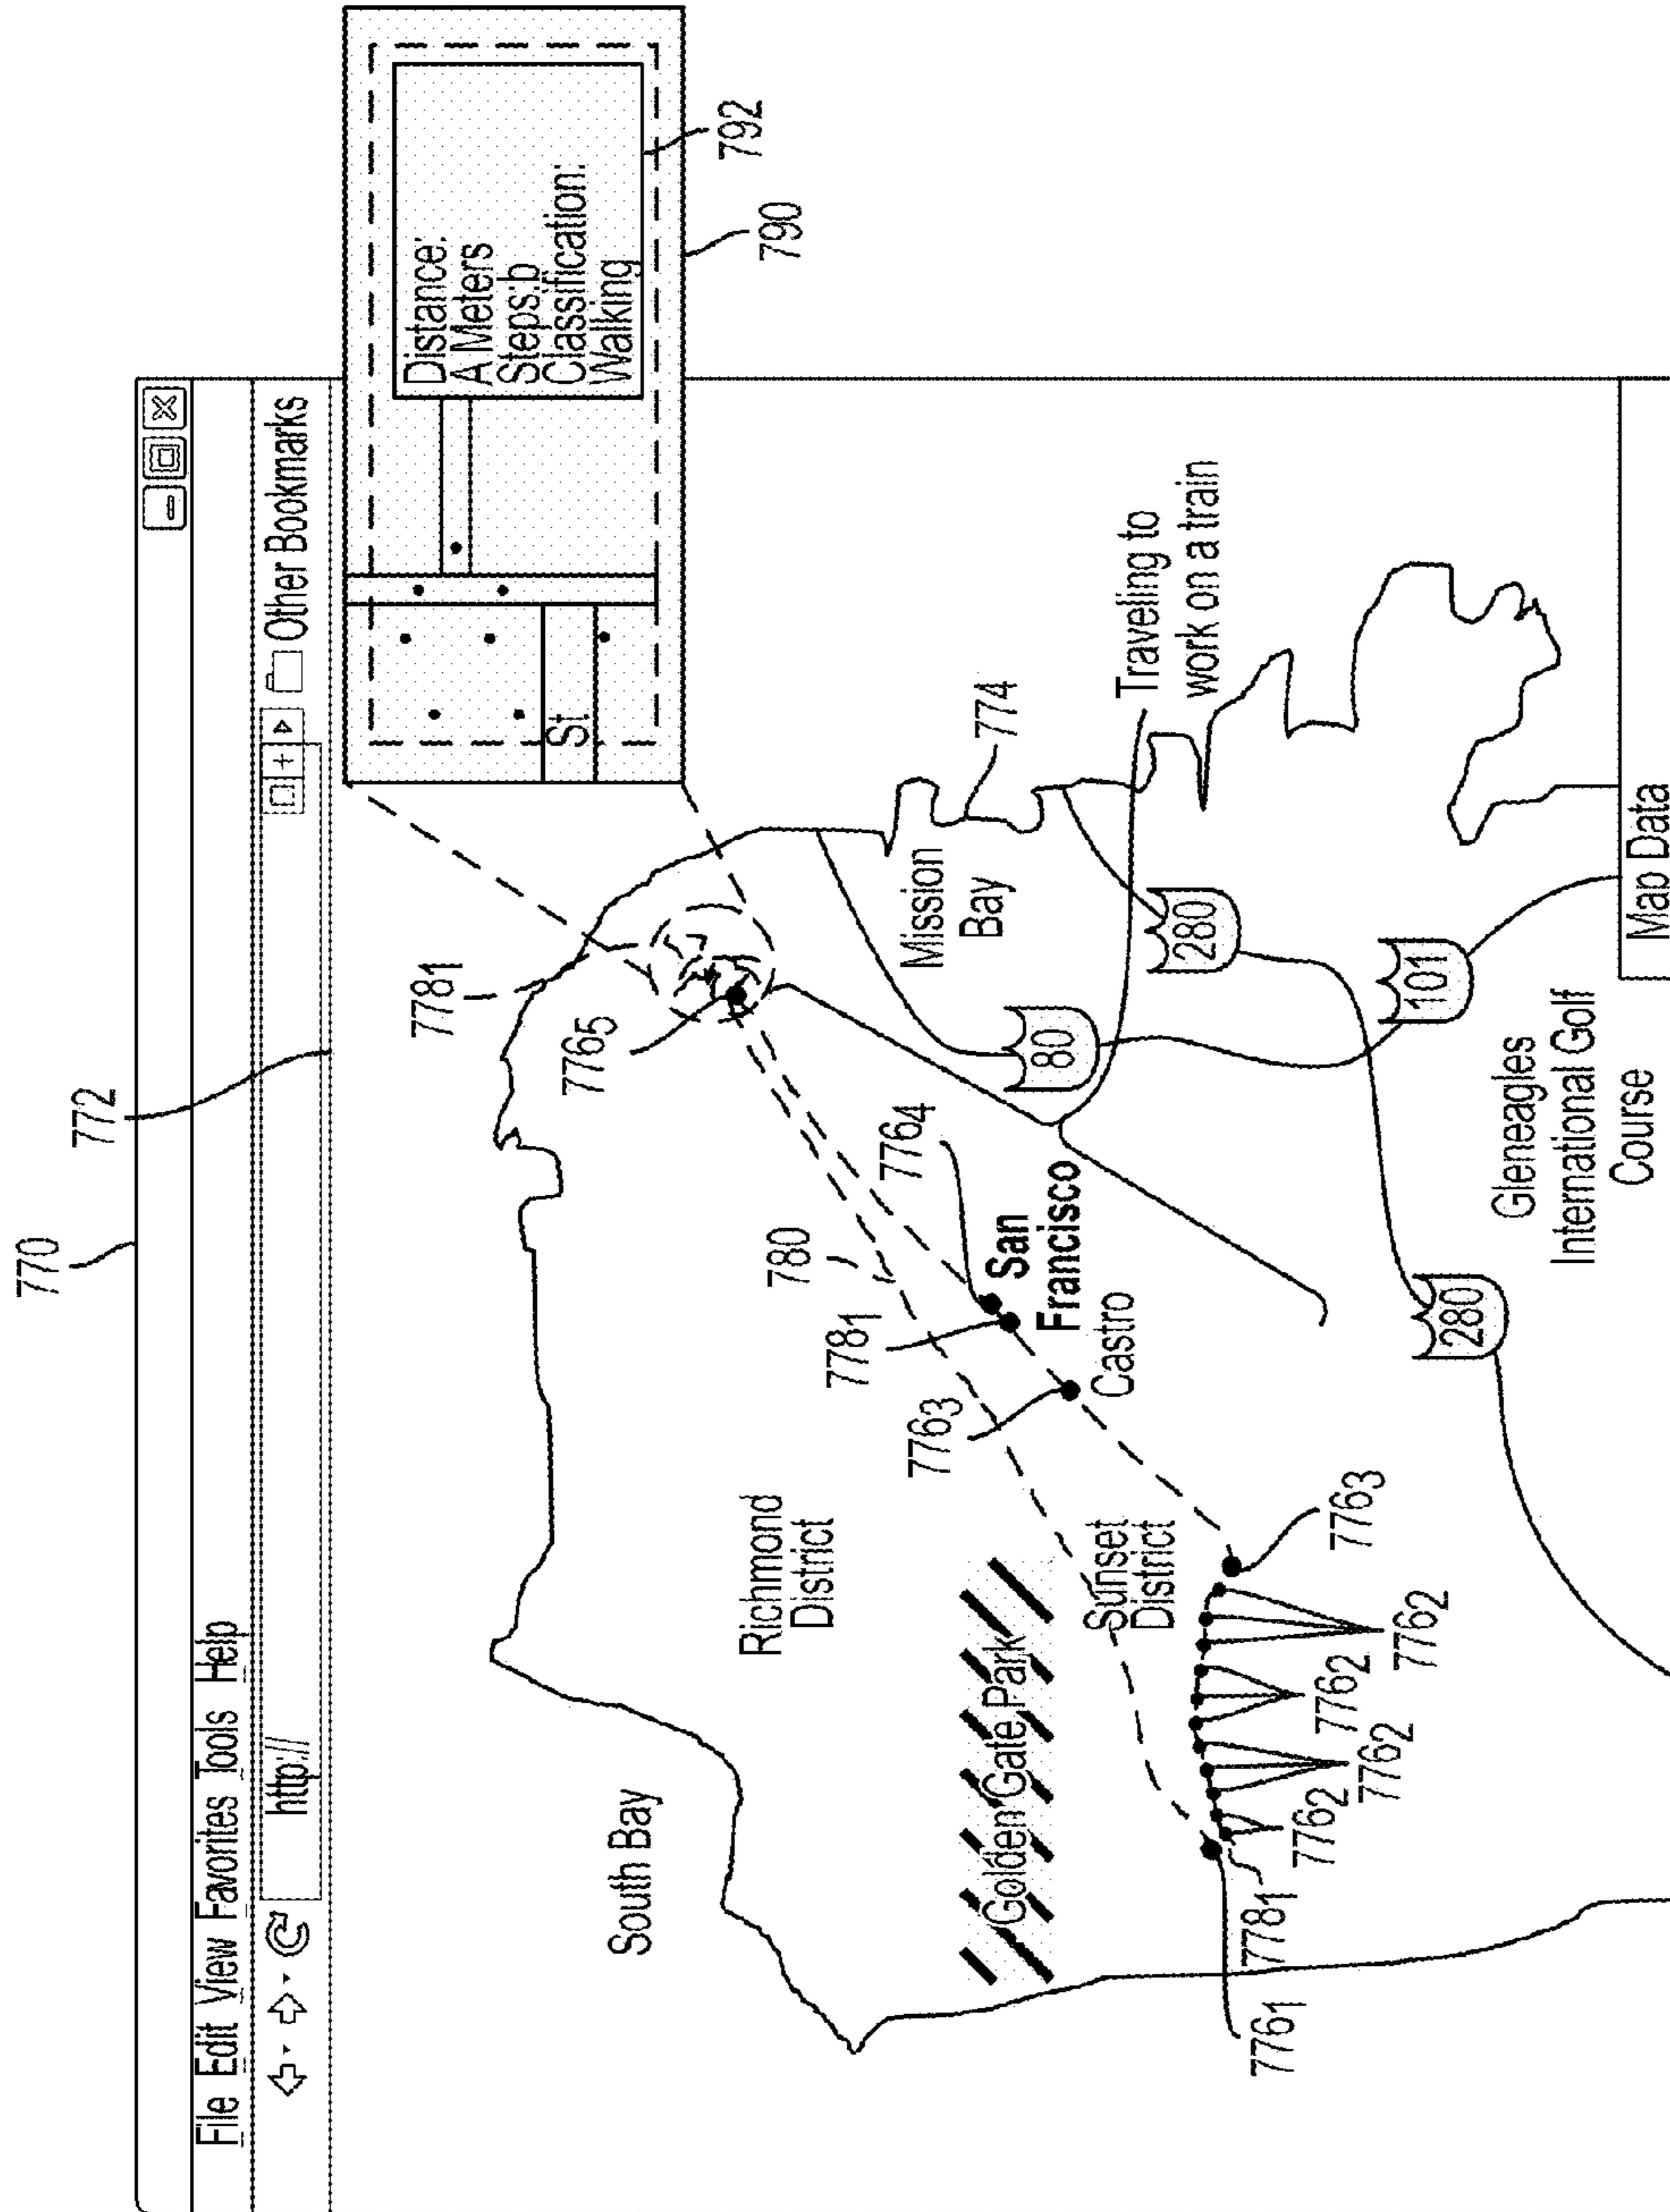 770
772
File Edit View Favorites Tools Help
http://
Other Bookmarks
South Bay
778₁
776₅
Distance:
A Meters
Steps:b
Classification:
Walking
St
792
790
Richmond
District
780
778₁
776₄
776₃
San
Francisco
Castro
Mission
Bay
774
Golden Gate Park
80
Sunset
District
Traveling to
work on a train
280
776₁
778₁
776₂
776₂
776₂
776₂
776₃
101
280
Gleneagles
International Golf
Course
Map Data